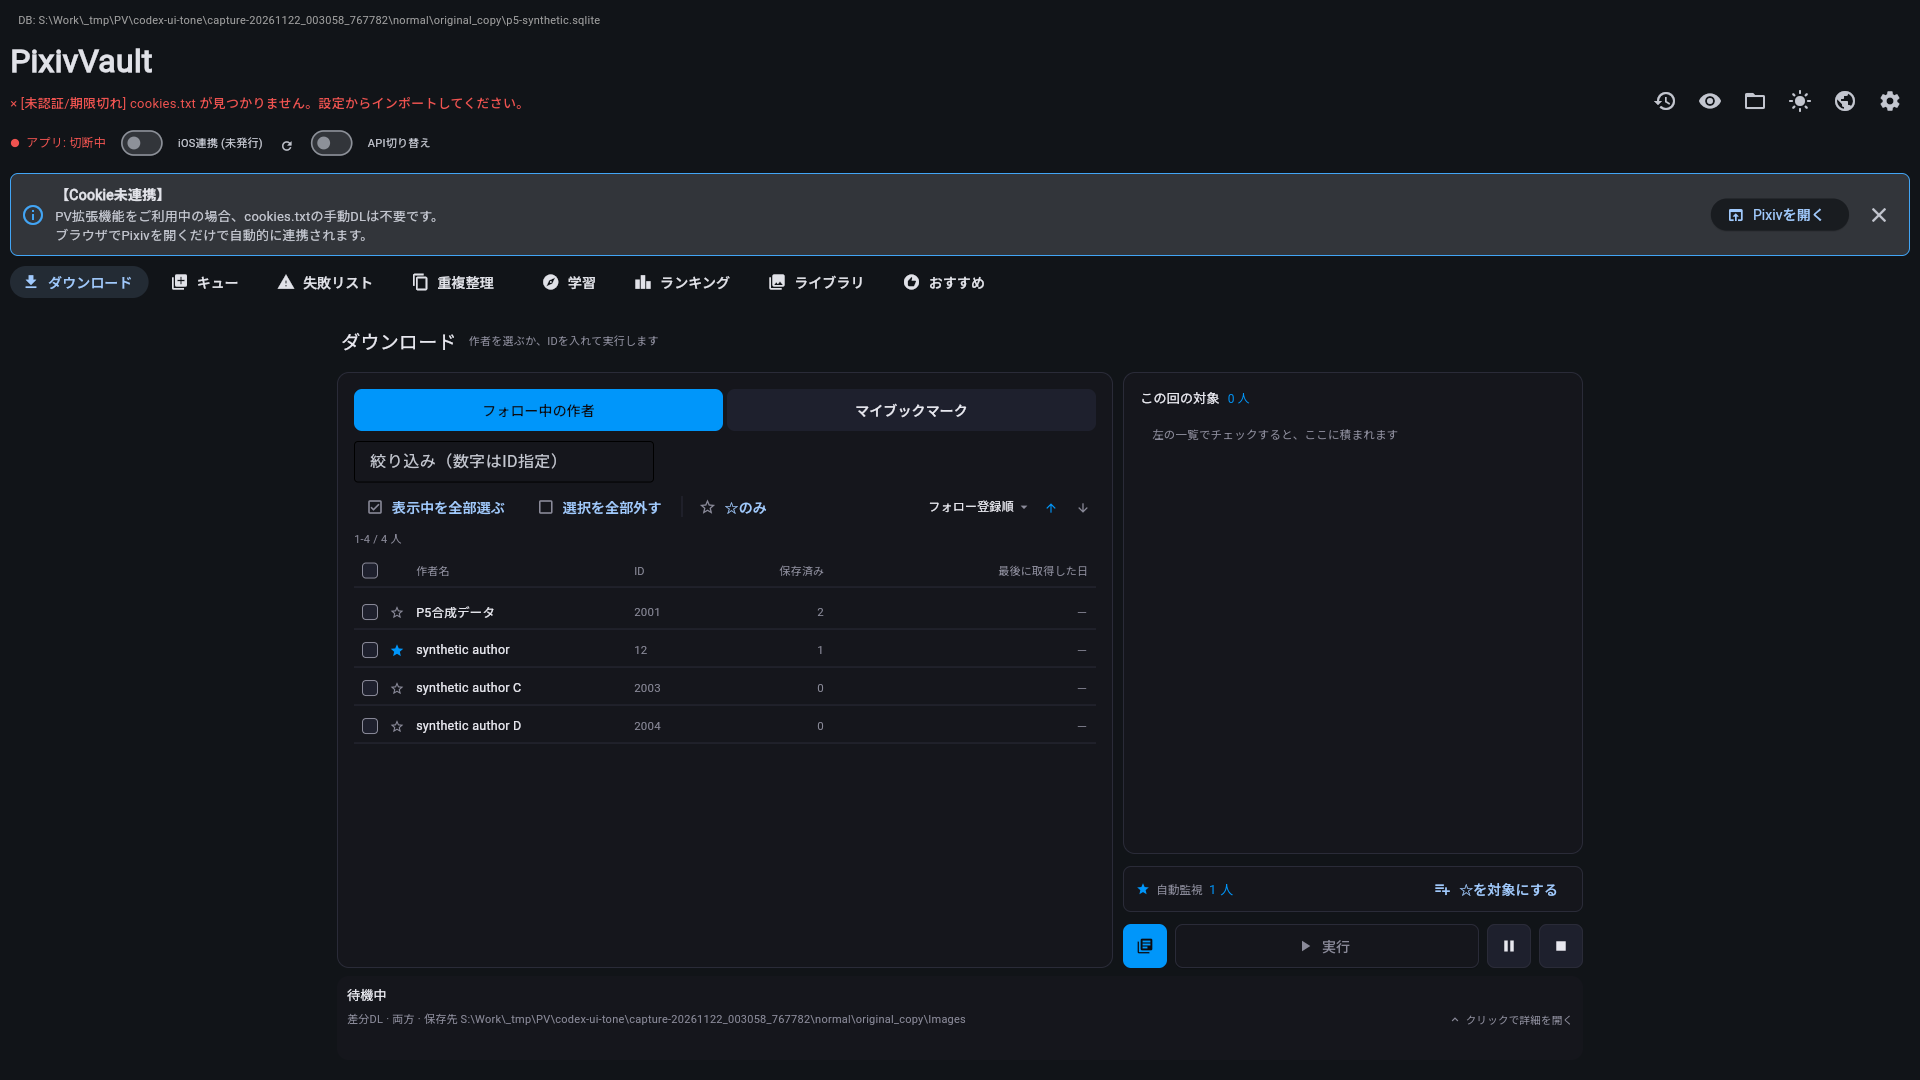 DB: S:\Work\_tmp\PV\codex-ui-tone\capture-20261122_003058_767782\normal\original_copy\p5-synthetic.sqlite
PixivVault
× [未認証/期限切れ] cookies.txt が見つかりません。設定からインポートしてください。
アプリ: 切断中 iOS連携 (未発行) API切り替え
【Cookie未連携】
PV拡張機能をご利用中の場合、cookies.txtの手動DLは不要です。
ブラウザでPixivを開くだけで自動的に連携されます。
Pixivを開く
ダウンロード キュー 失敗リスト 重複整理 学習 ランキング ライブラリ おすすめ
ダウンロード 作者を選ぶか、IDを入れて実行します
フォロー中の作者 マイブックマーク
絞り込み（数字はID指定）
表示中を全部選ぶ 選択を全部外す ☆のみ フォロー登録順
1-4 / 4 人
作者名 ID 保存済み 最後に取得した日
P5合成データ 2001 2 —
synthetic author 12 1 —
synthetic author C 2003 0 —
synthetic author D 2004 0 —
この回の対象 0 人
左の一覧でチェックすると、ここに積まれます
自動監視 1 人 ☆を対象にする
実行
待機中
差分DL · 両方 · 保存先 S:\Work\_tmp\PV\codex-ui-tone\capture-20261122_003058_767782\normal\original_copy\Images
クリックで詳細を開く